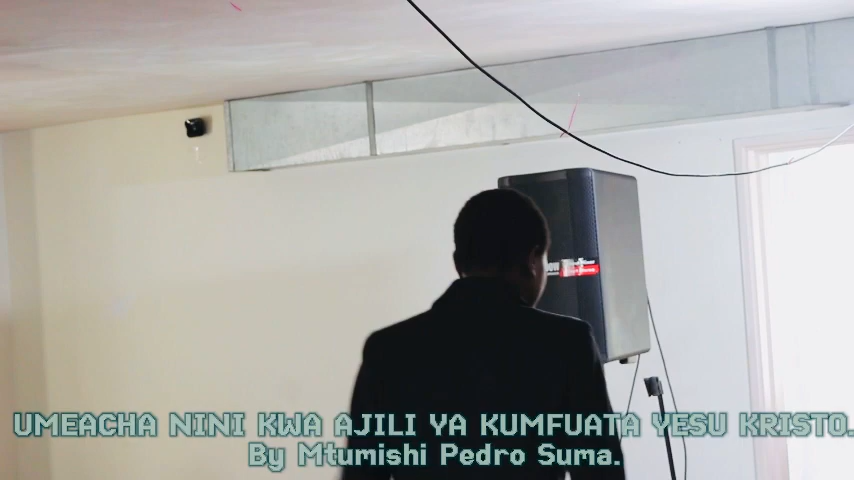 UMEACHA NINI KWA AJILI YA KUMFUATA YESU KRISTO.
By Mtumishi Pedro Suma.